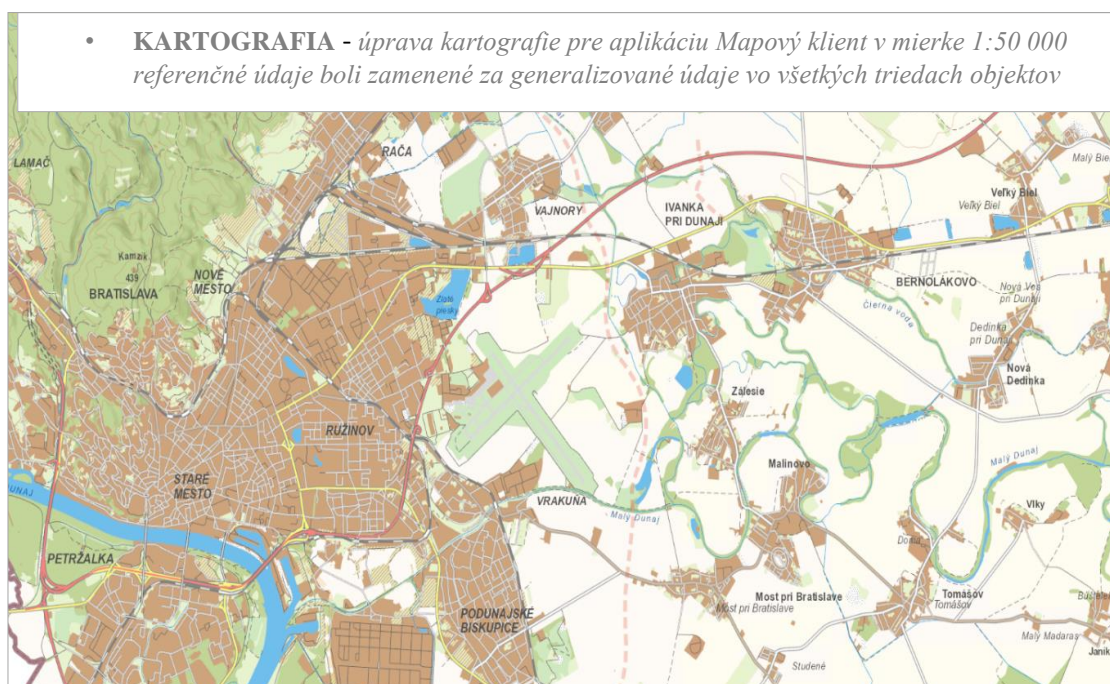 • KARTOGRAFIA - úprava kartografie pre aplikáciu Mapový klient v mierke 1:50 000
referenčné údaje boli zamenené za generalizované údaje vo všetkých triedach objektov
LAMAČ
RAČA
Malý Biel
Veľký Biel
Veľký Biel
VAJNORY
IVANKA
PRI DUNAJI
Kamzík
439
BRATISLAVA
NOVÉ
MESTO
Zlaté
piesky
BERNOLÁKOVO
Nová Ves
pri Dunaji
Čierna voda
Dedinka
pri Dunaji
Nová
Dedinka
Zálesie
RUŽINOV
STARÉ
MESTO
Malinovo
Malý Dunaj
DUNAJ
VRAKUŇA
Malý Dunaj
Vlky
PETRŽALKA
Most pri Bratislave
Most pri Bratislave
Tomášov
Tomášov
PODUNAJSKÉ
BISKUPICE
Malý Madaras
Studené